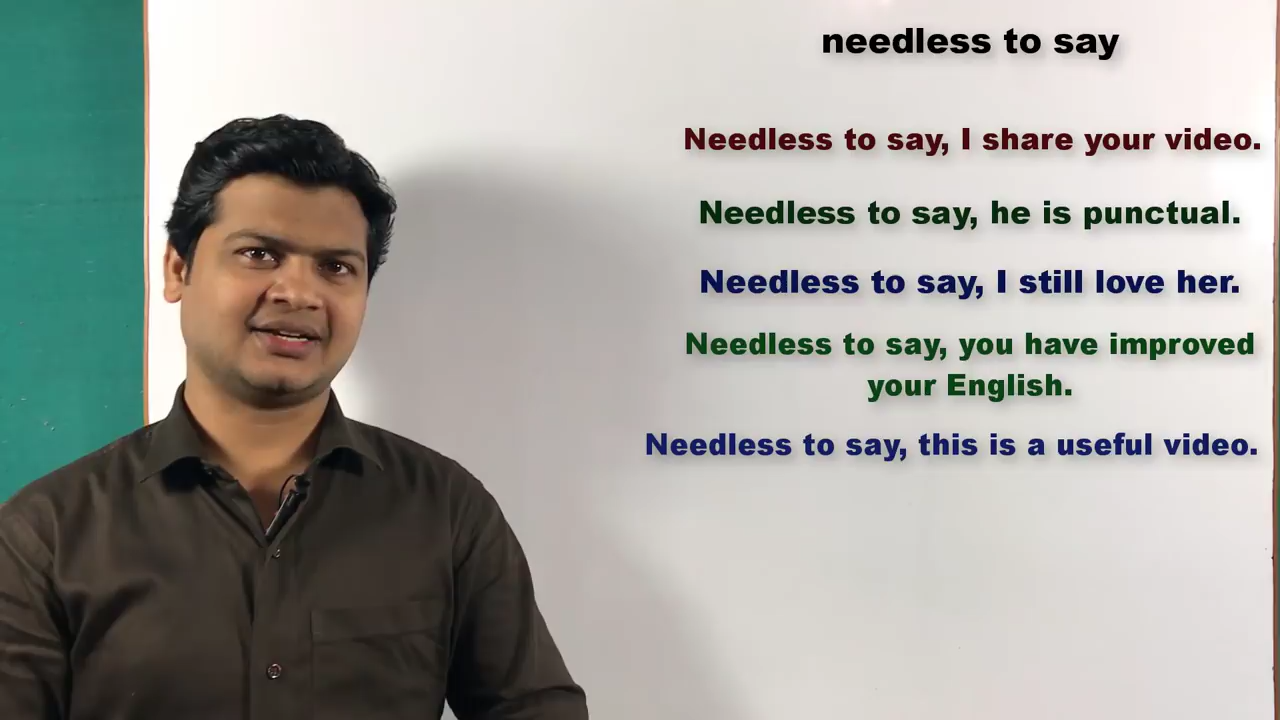 needless to say
Needless to say, I share your video.
Needless to say, he is punctual.
Needless to say, I still love her.
Needless to say, you have improved
your English.
Needless to say, this is a useful video.